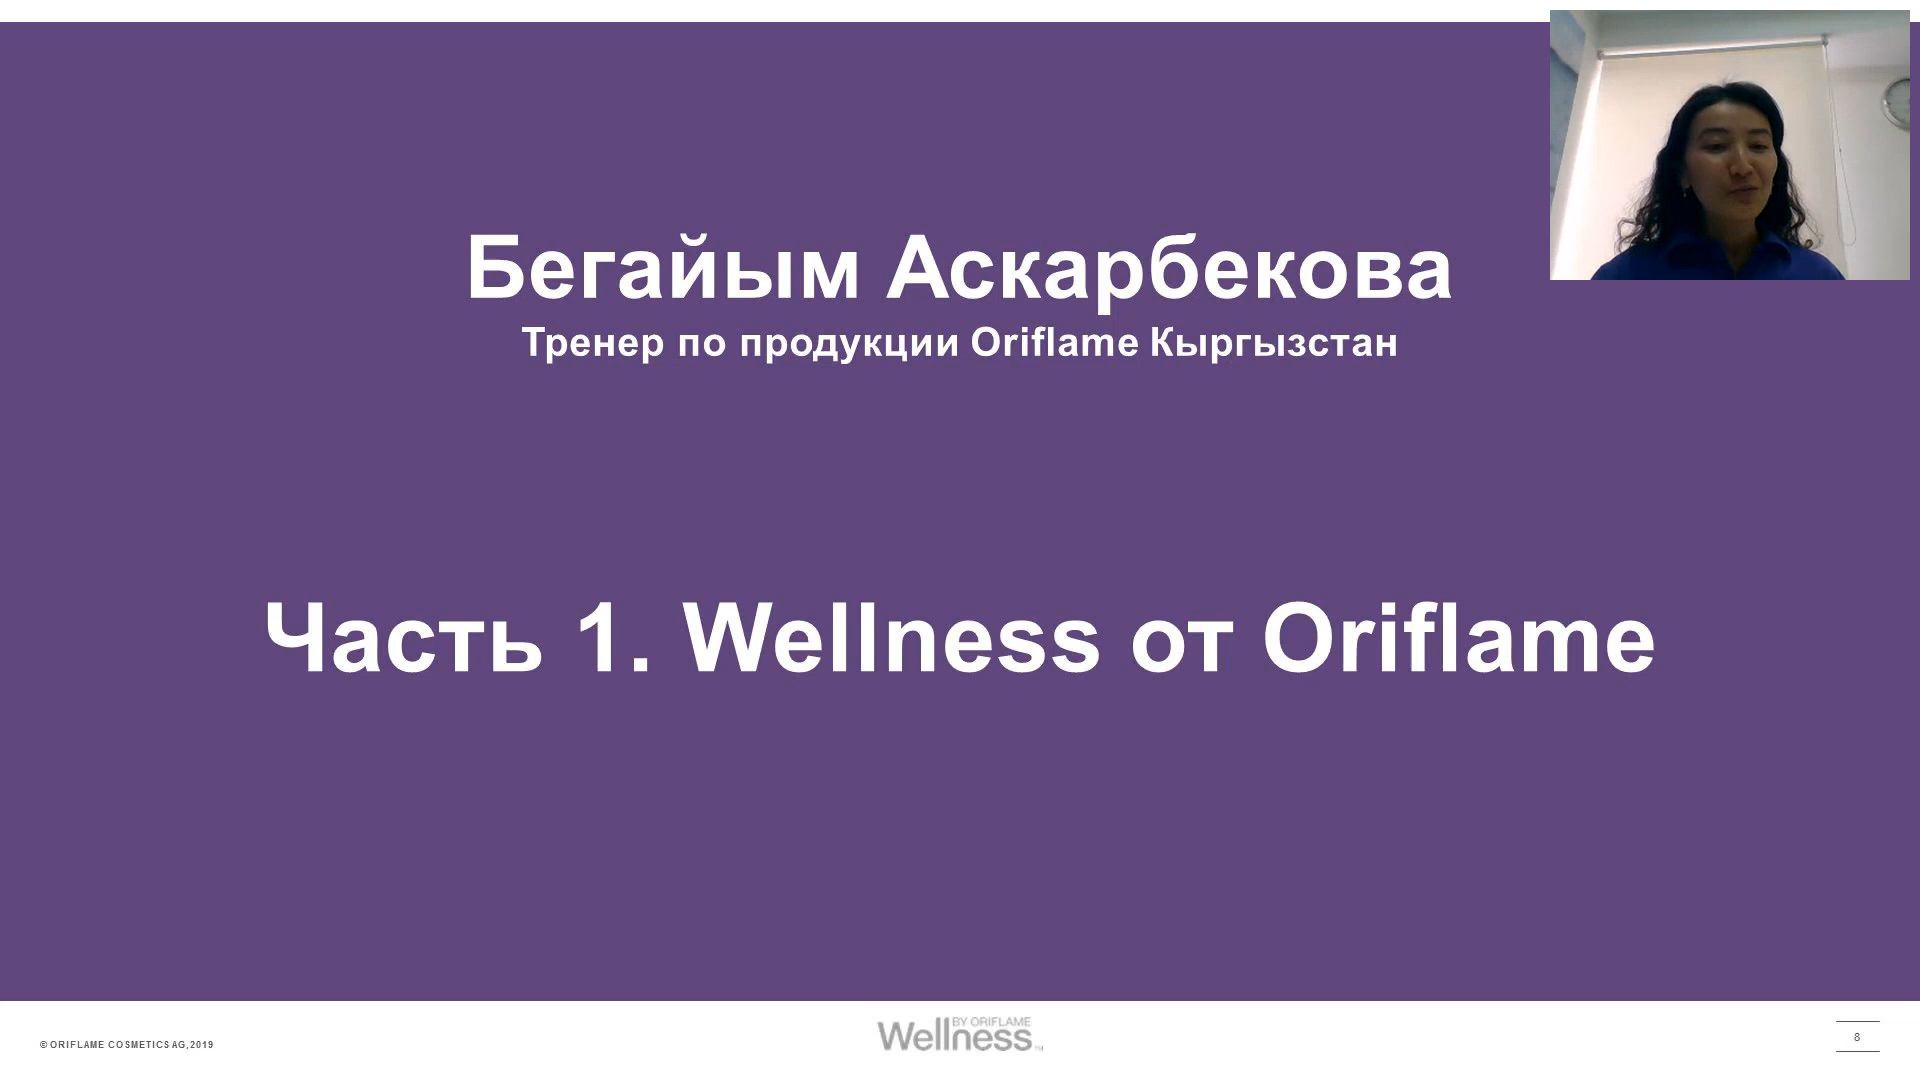 Бегайым Аскарбекова
Тренер по продукции Oriflame Кыргызстан
Часть 1. Wellness от Oriflame
© ORIFLAME COSMETICS AG, 2019
BY ORIFLAME
Wellness™
8